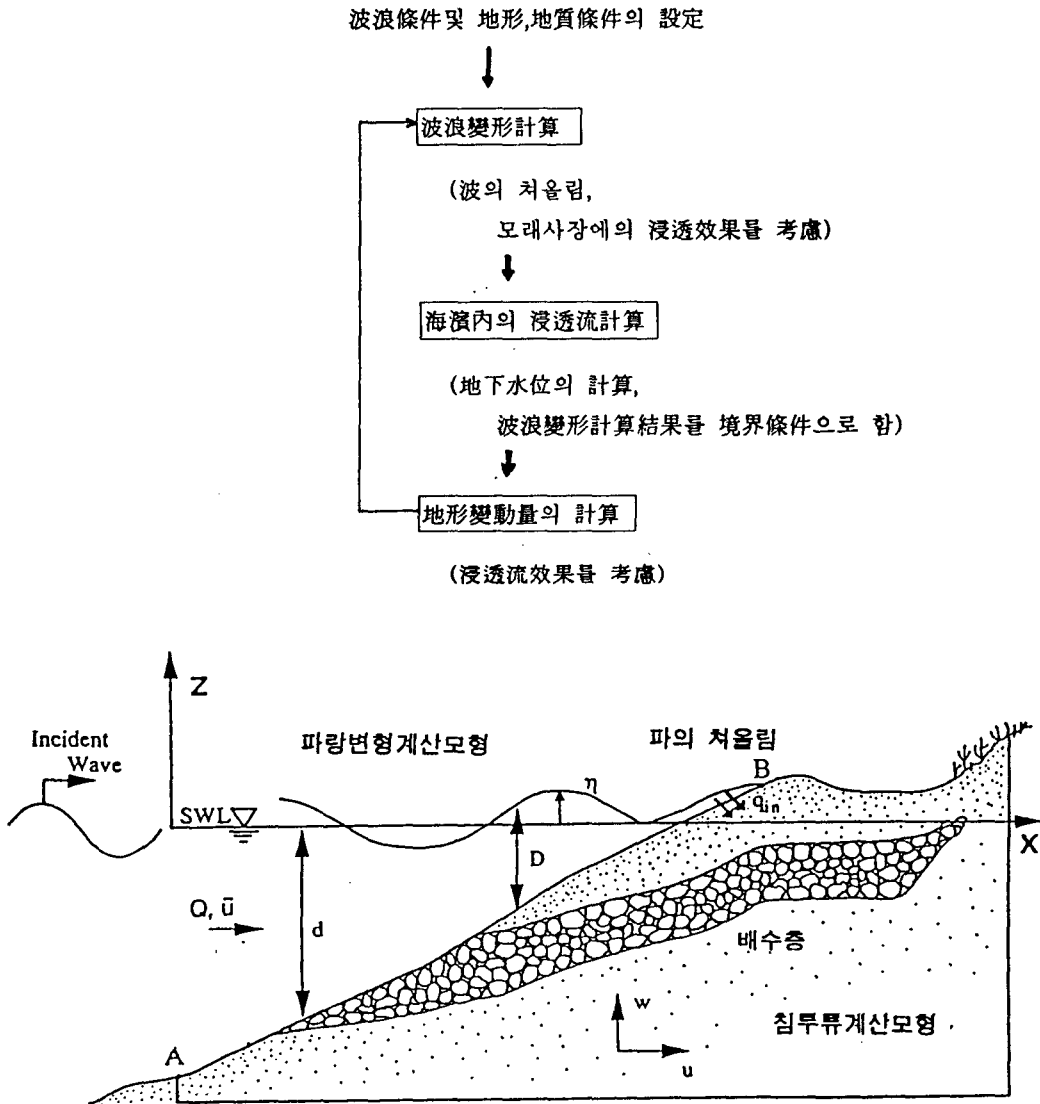 波浪條件및 地形,地質條件의 設定
波浪變形計算
(波의 쳐올림,
모래사장에의 浸透效果를 考慮)
海濱內의 浸透流計算
(地下水位의 計算,
波浪變形計算結果를 境界條件으로 함)
地形變動量의 計算
(浸透流效果를 考慮)
Z
Incident
Wave
파랑변형계산모형
파의 쳐올림
B
η
q_in
SWL
X
D
Q, ū
d
배수층
w
침투류계산모형
A
u